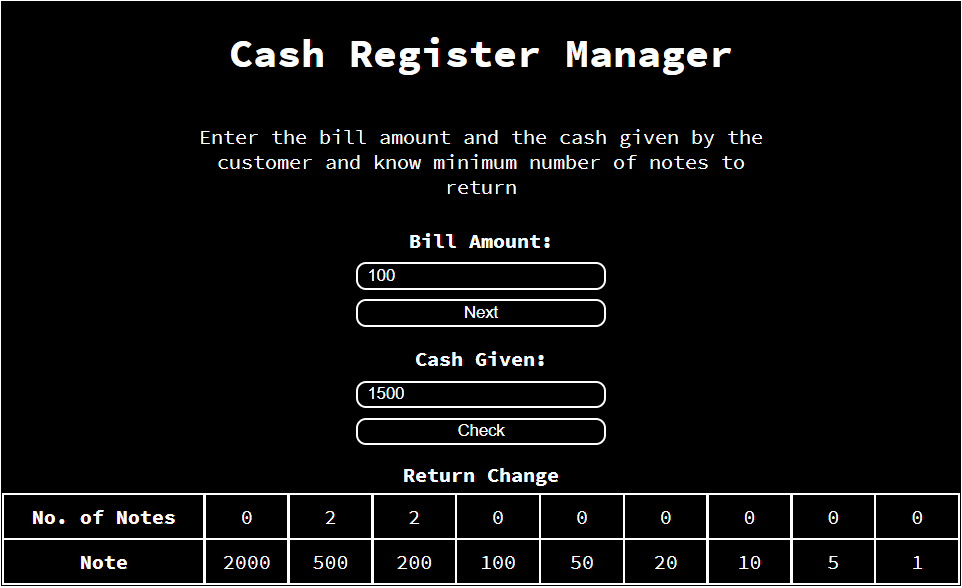 Cash Register Manager
Enter the bill amount and the cash given by the
customer and know minimum number of notes to
return
Bill Amount:
100
Next
Cash Given:
1500
Check
Return Change
No. of Notes 0 2 2 0 0 0 0 0 0
Note 2000 500 200 100 50 20 10 5 1